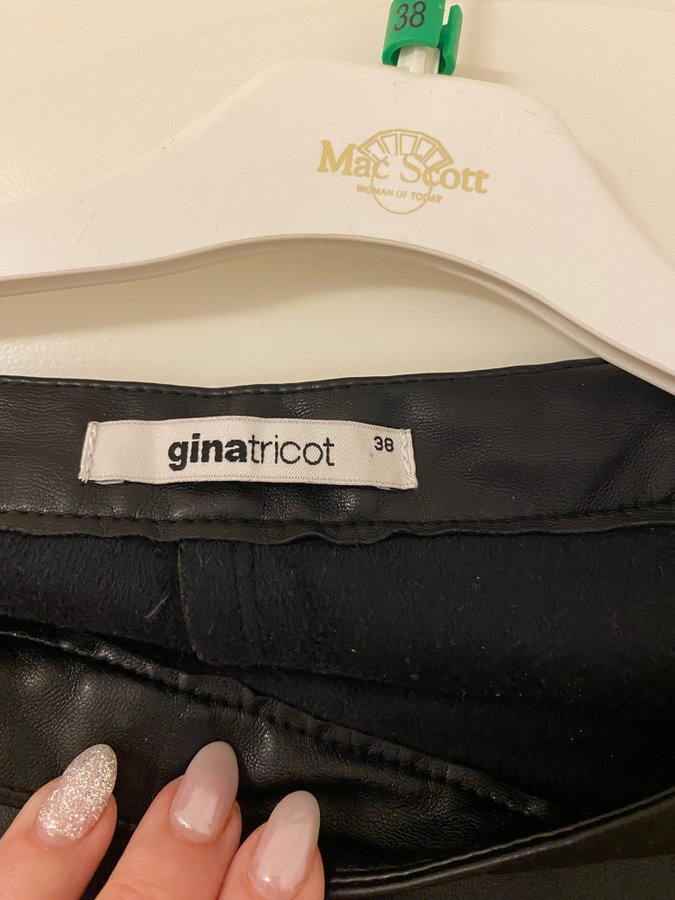 38
Mac Scott
WOMAN OF TODAY
ginatricot 38